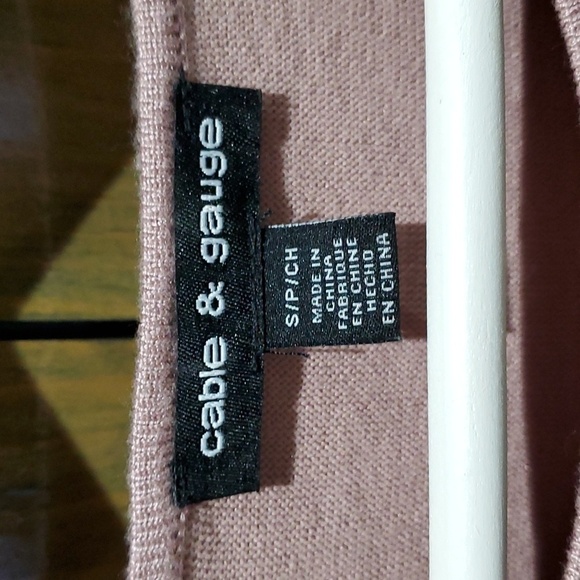 cable & gauge
S/P/CH
MADE IN
CHINA
FABRIQUE
EN CHINE
HECHO
EN CHINA